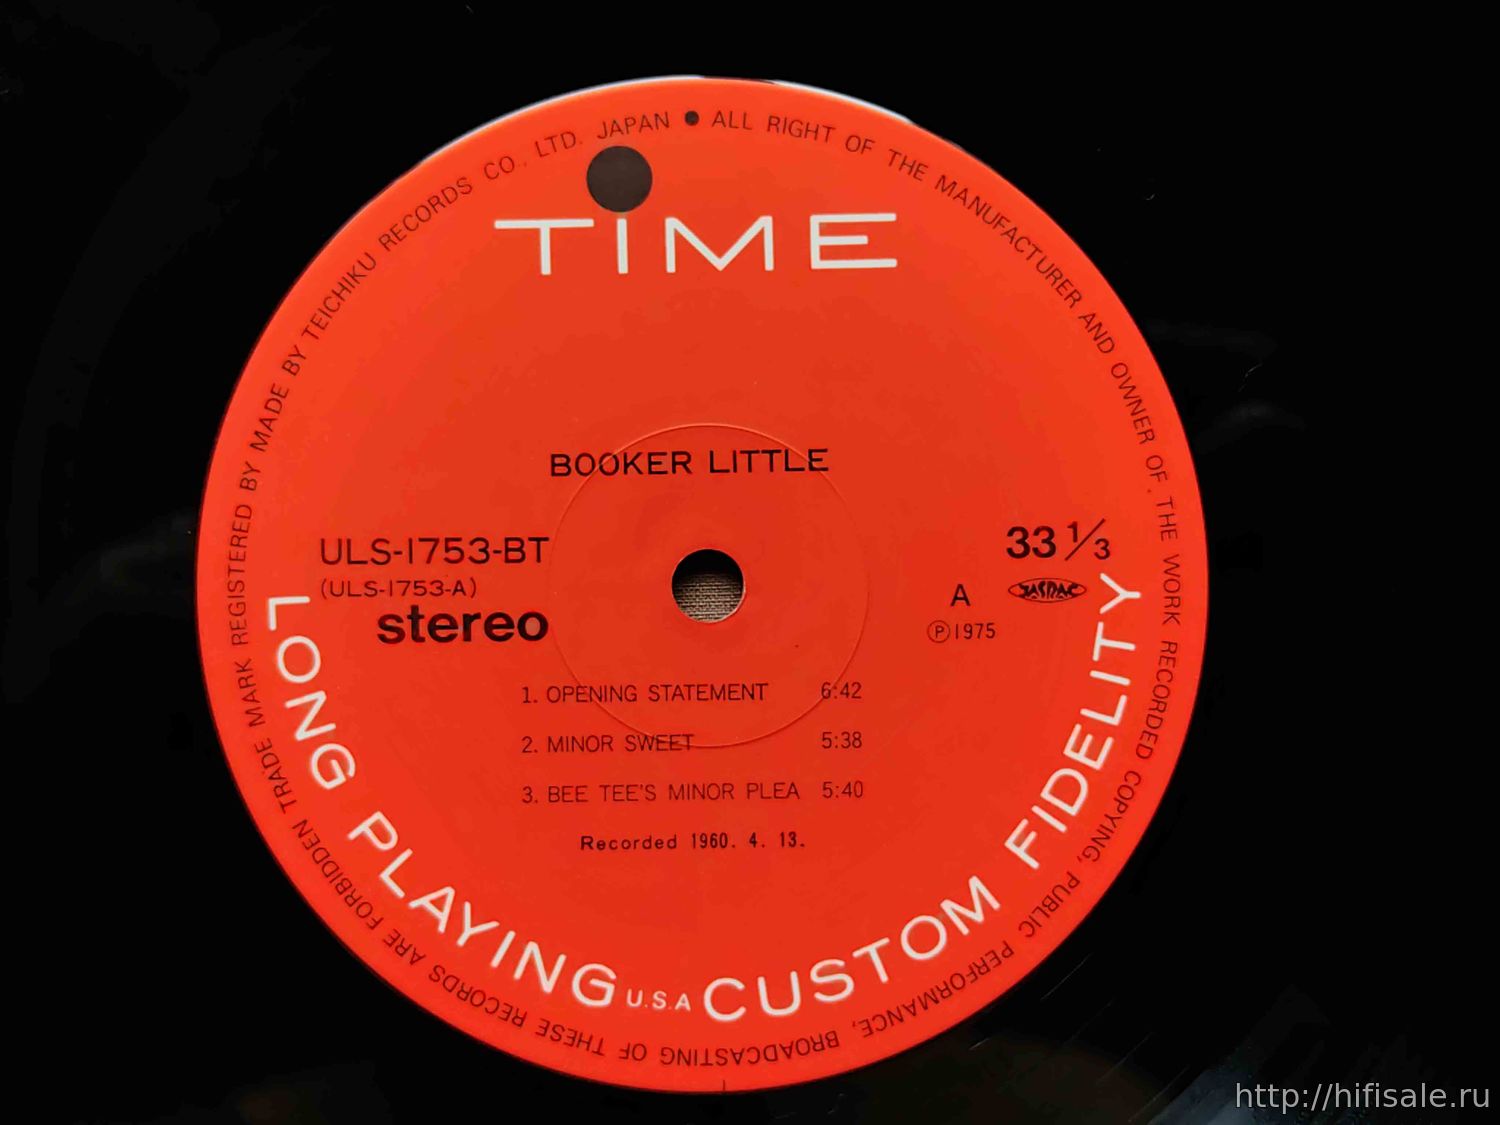 ALL RIGHT OF THE MANUFACTURER AND OWNER OF THE WORK RECORDED COPYING, PUBLIC PERFORMANCE, BROADCASTING OF THESE RECORDS ARE FORBIDDEN TRADE MARK REGISTERED BY MADE BY TEICHIKU RECORDS CO., LTD. JAPAN ●
TIME
BOOKER LITTLE
ULS-1753-BT
(ULS-1753-A)
stereo
33 1/3
JASRAC
A
Ⓟ1975
1. OPENING STATEMENT 6:42
2. MINOR SWEET 5:38
3. BEE TEE'S MINOR PLEA 5:40
Recorded 1960. 4. 13.
LONG PLAYING U.S.A CUSTOM FIDELITY
http://hifisale.ru